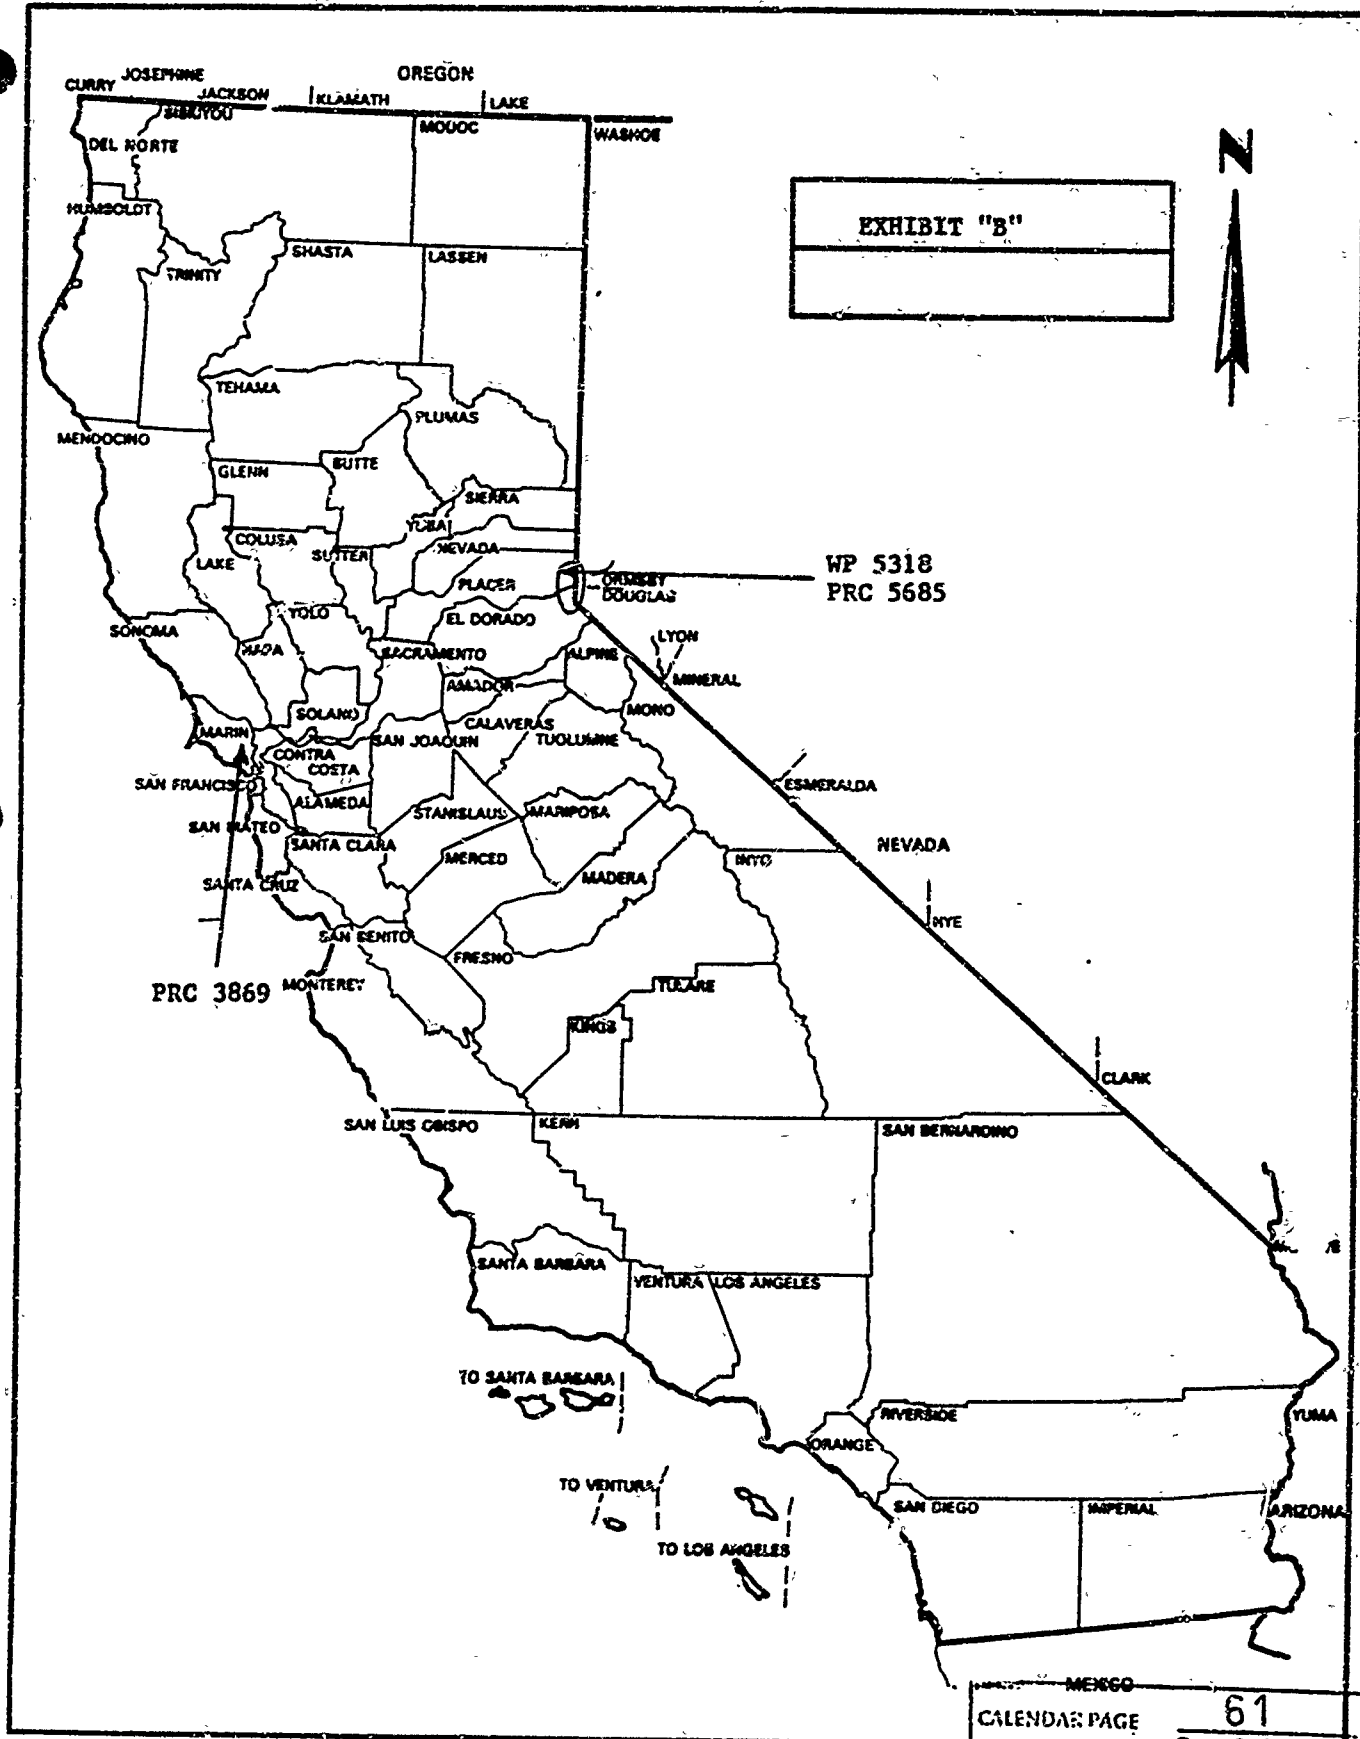 OREGON
JOSEPHINE
CURRY
JACKSON
KLAMATH
LAKE
SISKIYOU
MODOC
WASHOE
N
DEL NORTE
HUMBOLDT
EXHIBIT "B"
SHASTA
LASSEN
TRINITY
TEHAMA
PLUMAS
MENDOCINO
GLENN
BUTTE
SIERRA
YUBA
COLUSA
SUTTER
NEVADA
LAKE
PLACER
ORMSBY
DOUGLAS
WP 5318
PRC 5685
YOLO
EL DORADO
SONOMA
NAPA
SACRAMENTO
ALPINE
LYON
MINERAL
AMADOR
SOLANO
MONO
MARIN
CALAVERAS
SAN JOAQUIN
TUOLUMNE
CONTRA
COSTA
SAN FRANCISCO
ALAMEDA
ESMERALDA
STANISLAUS
MARIPOSA
SAN MATEO
SANTA CLARA
NEVADA
MERCED
INYO
SANTA CRUZ
MADERA
NYE
SAN BENITO
FRESNO
PRC 3869
MONTEREY
TULARE
KINGS
CLARK
SAN LUIS OBISPO
KERN
SAN BERNARDINO
SANTA BARBARA
VENTURA
LOS ANGELES
TO SANTA BARBARA
RIVERSIDE
YUMA
ORANGE
TO VENTURA
SAN DIEGO
IMPERIAL
ARIZONA
TO LOS ANGELES
MEXICO
CALENDAR PAGE 61